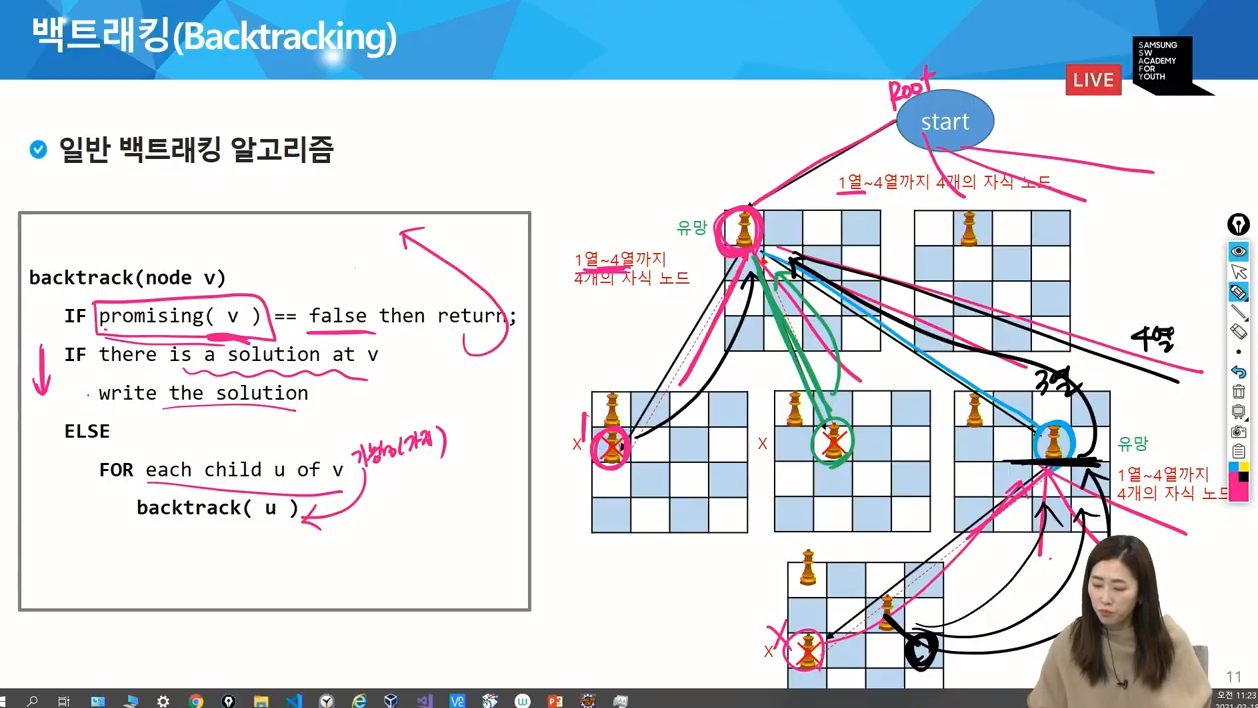 백트래킹(Backtracking)
SAMSUNG
SW
ACADEMY
FOR
YOUTH
LIVE
Root
start
일반 백트래킹 알고리즘
1열~4열까지 4개의 자식 노드
유망
1열~4열까지
4개의 자식 노드
backtrack(node v)
IF promising( v ) == false then return;
IF there is a solution at v
write the solution
ELSE
FOR each child u of v
backtrack( u )
4열
3열
X
X
유망
1열~4열까지
4개의 자식 노드
X
X
11
오전 11:23